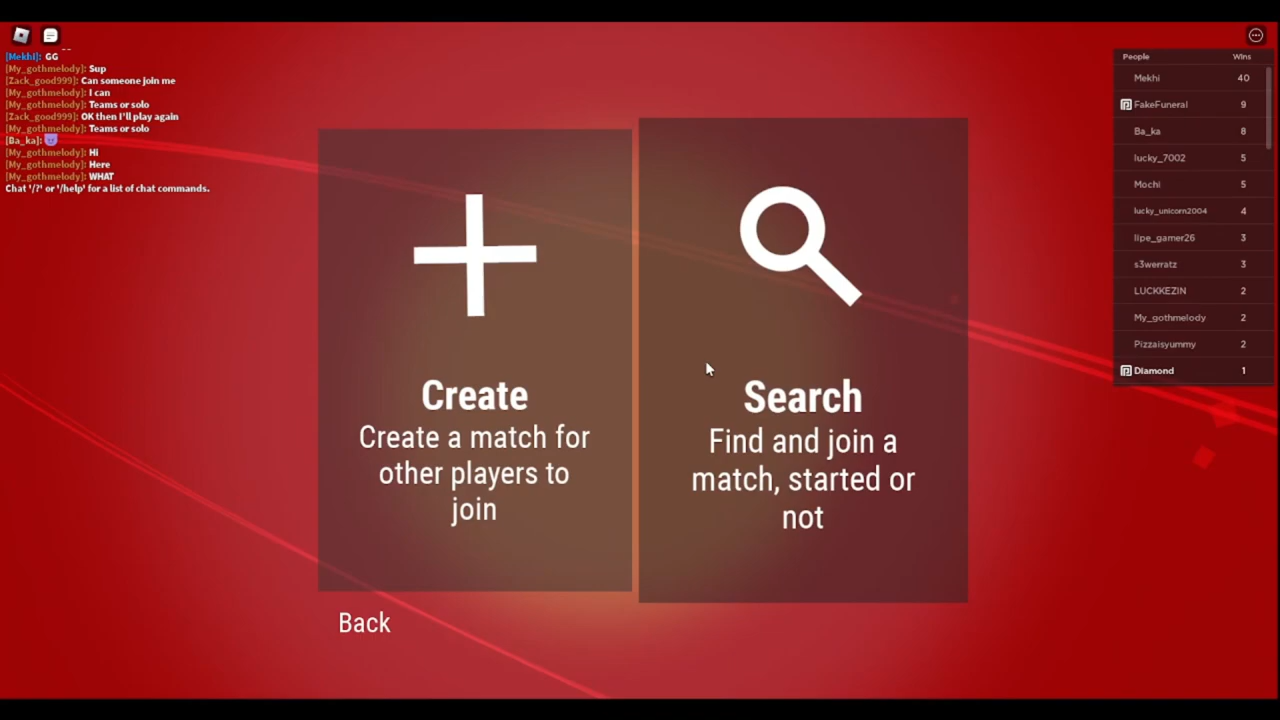 [Mekhi]: GG
[My_gothmelody]: Sup
[Zack_good999]: Can someone join me
[My_gothmelody]: I can
[My_gothmelody]: Teams or solo
[Zack_good999]: OK then I'll play again
[My_gothmelody]: Teams or solo
[Ba_ka]: 😈
[My_gothmelody]: Hi
[My_gothmelody]: Here
[My_gothmelody]: WHAT
Chat '/?' or '/help' for a list of chat commands.
Create
Create a match for
other players to
join
Search
Find and join a
match, started or
not
Back
People Wins
Mekhi 40
FakeFuneral 9
Ba_ka 8
lucky_7002 5
Mochi 5
lucky_unicorn2004 4
lipe_gamer26 3
s3werratz 3
LUCKKEZIN 2
My_gothmelody 2
Pizzaisyummy 2
Diamond 1